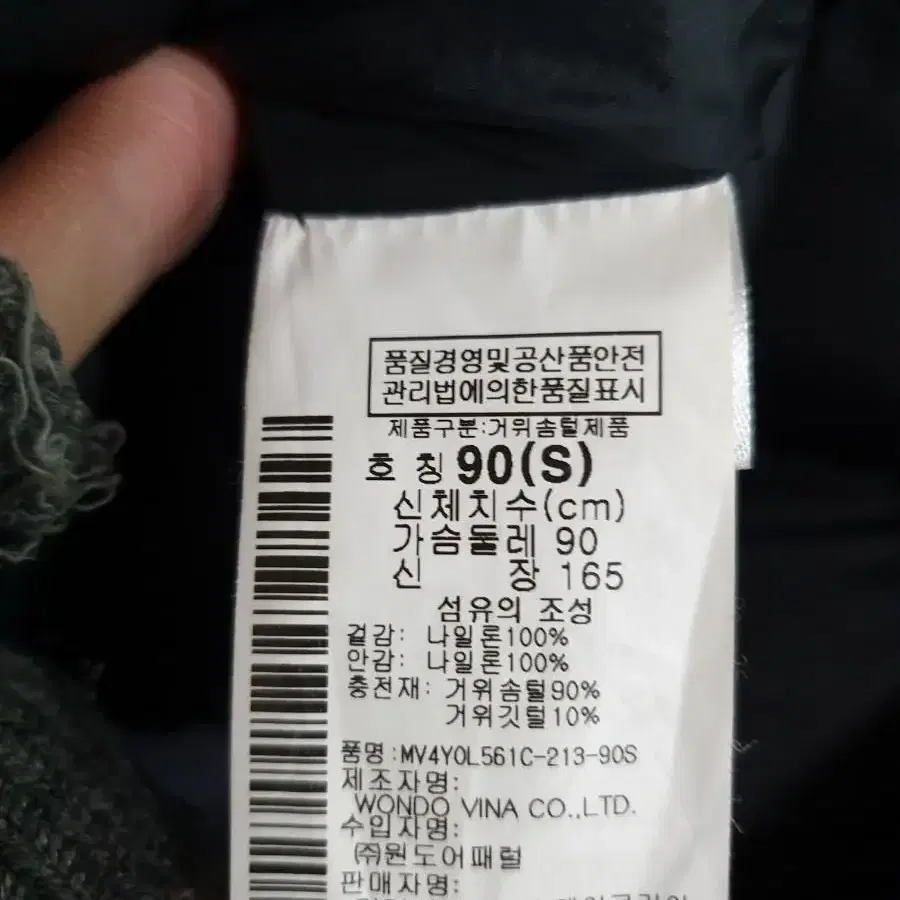 품질경영및공산품안전
관리법에의한품질표시
제품구분:거위솜털제품
호 칭 90(S)
신체치수(cm)
가슴둘레 90
신 장 165
섬유의 조성
겉감: 나일론100%
안감: 나일론100%
충전재: 거위솜털90%
거위깃털10%
품명:MV4YOL561C-213-90S
제조자명:
WONDO VINA CO.,LTD.
수입자명:
㈜원도어패럴
판매자명: